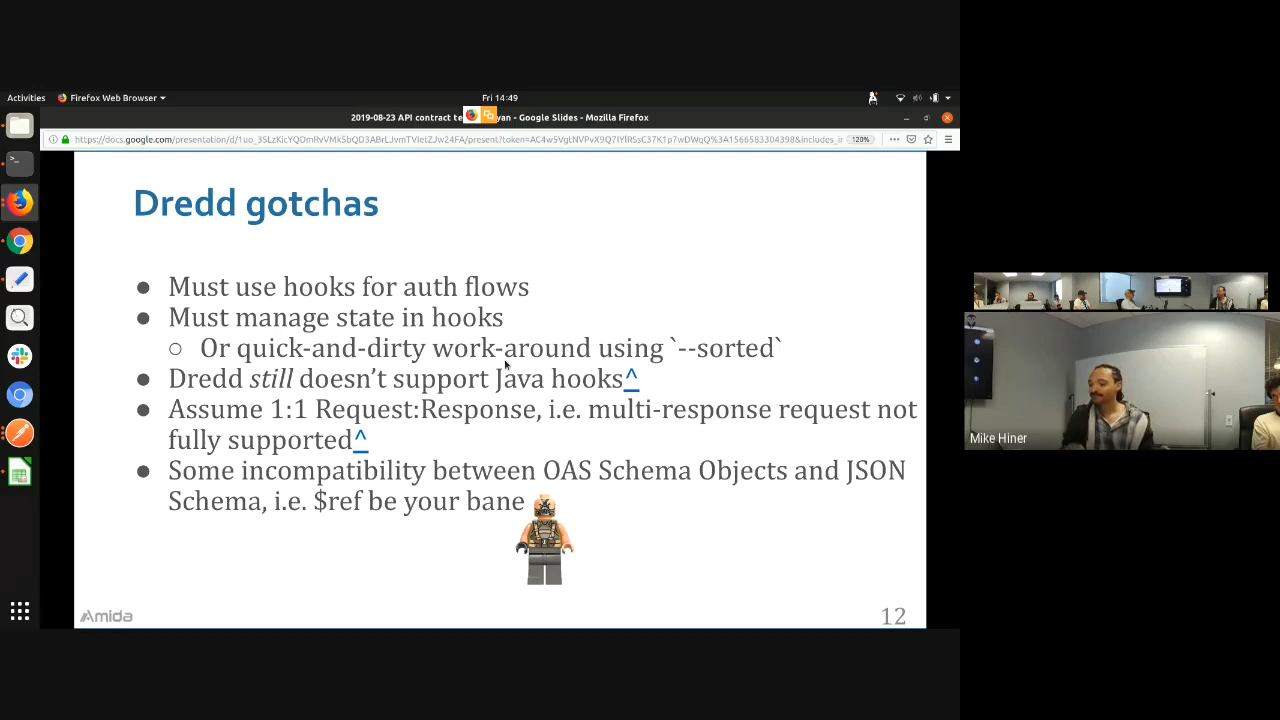 Activities
Firefox Web Browser
Fri 14:49
2019-08-23 API contract te
yan - Google Slides - Mozilla Firefox
120%
Dredd gotchas
● Must use hooks for auth flows
● Must manage state in hooks
○ Or quick-and-dirty work-around using `--sorted`
● Dredd still doesn’t support Java hooks^
● Assume 1:1 Request:Response, i.e. multi-response request not
fully supported^
● Some incompatibility between OAS Schema Objects and JSON
Schema, i.e. $ref be your bane
Amida
12
Mike Hiner